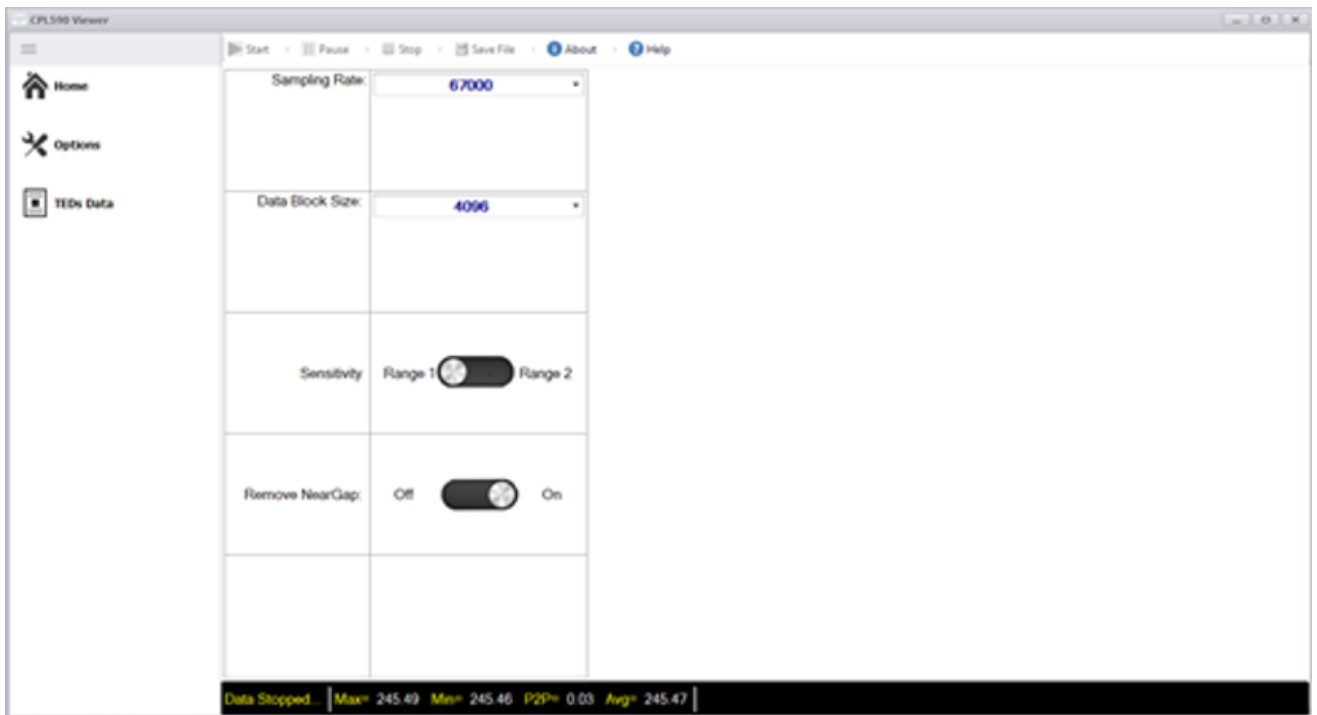 CPL590 Viewer
Start Pause Stop Save File About Help
Home
Options
TEDs Data
Sampling Rate: 67000
Data Block Size: 4096
Sensitivity Range 1 Range 2
Remove NearGap: Off On
Data Stopped... Max= 245.49 Min= 245.46 P2P= 0.03 Avg= 245.47